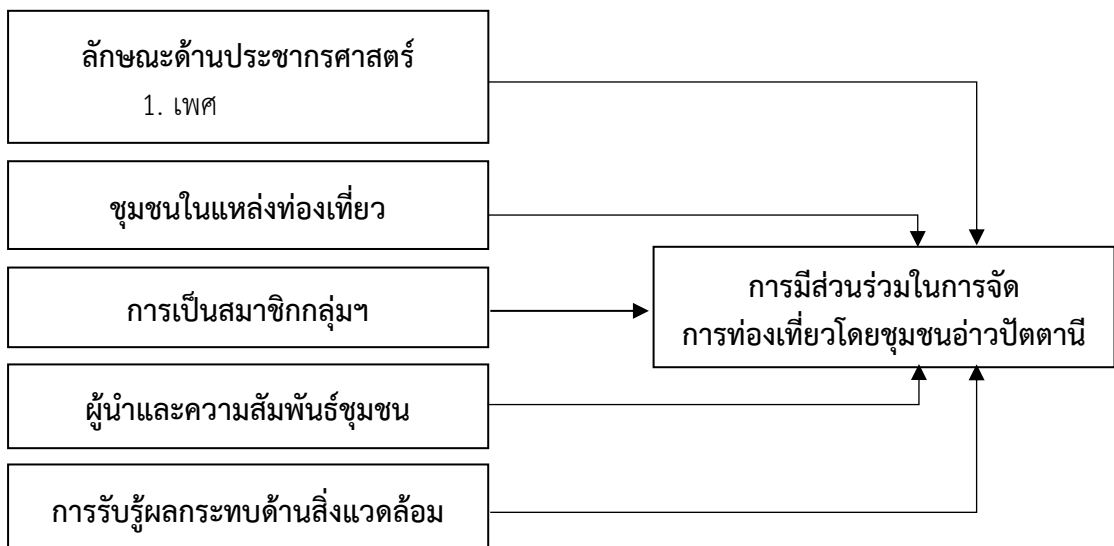 ลักษณะด้านประชากรศาสตร์
1. เพศ
ชุมชนในแหล่งท่องเที่ยว
การเป็นสมาชิกกลุ่มฯ
ผู้นำและความสัมพันธ์ชุมชน
การรับรู้ผลกระทบด้านสิ่งแวดล้อม
การมีส่วนร่วมในการจัด
การท่องเที่ยวโดยชุมชนอ่าวปัตตานี